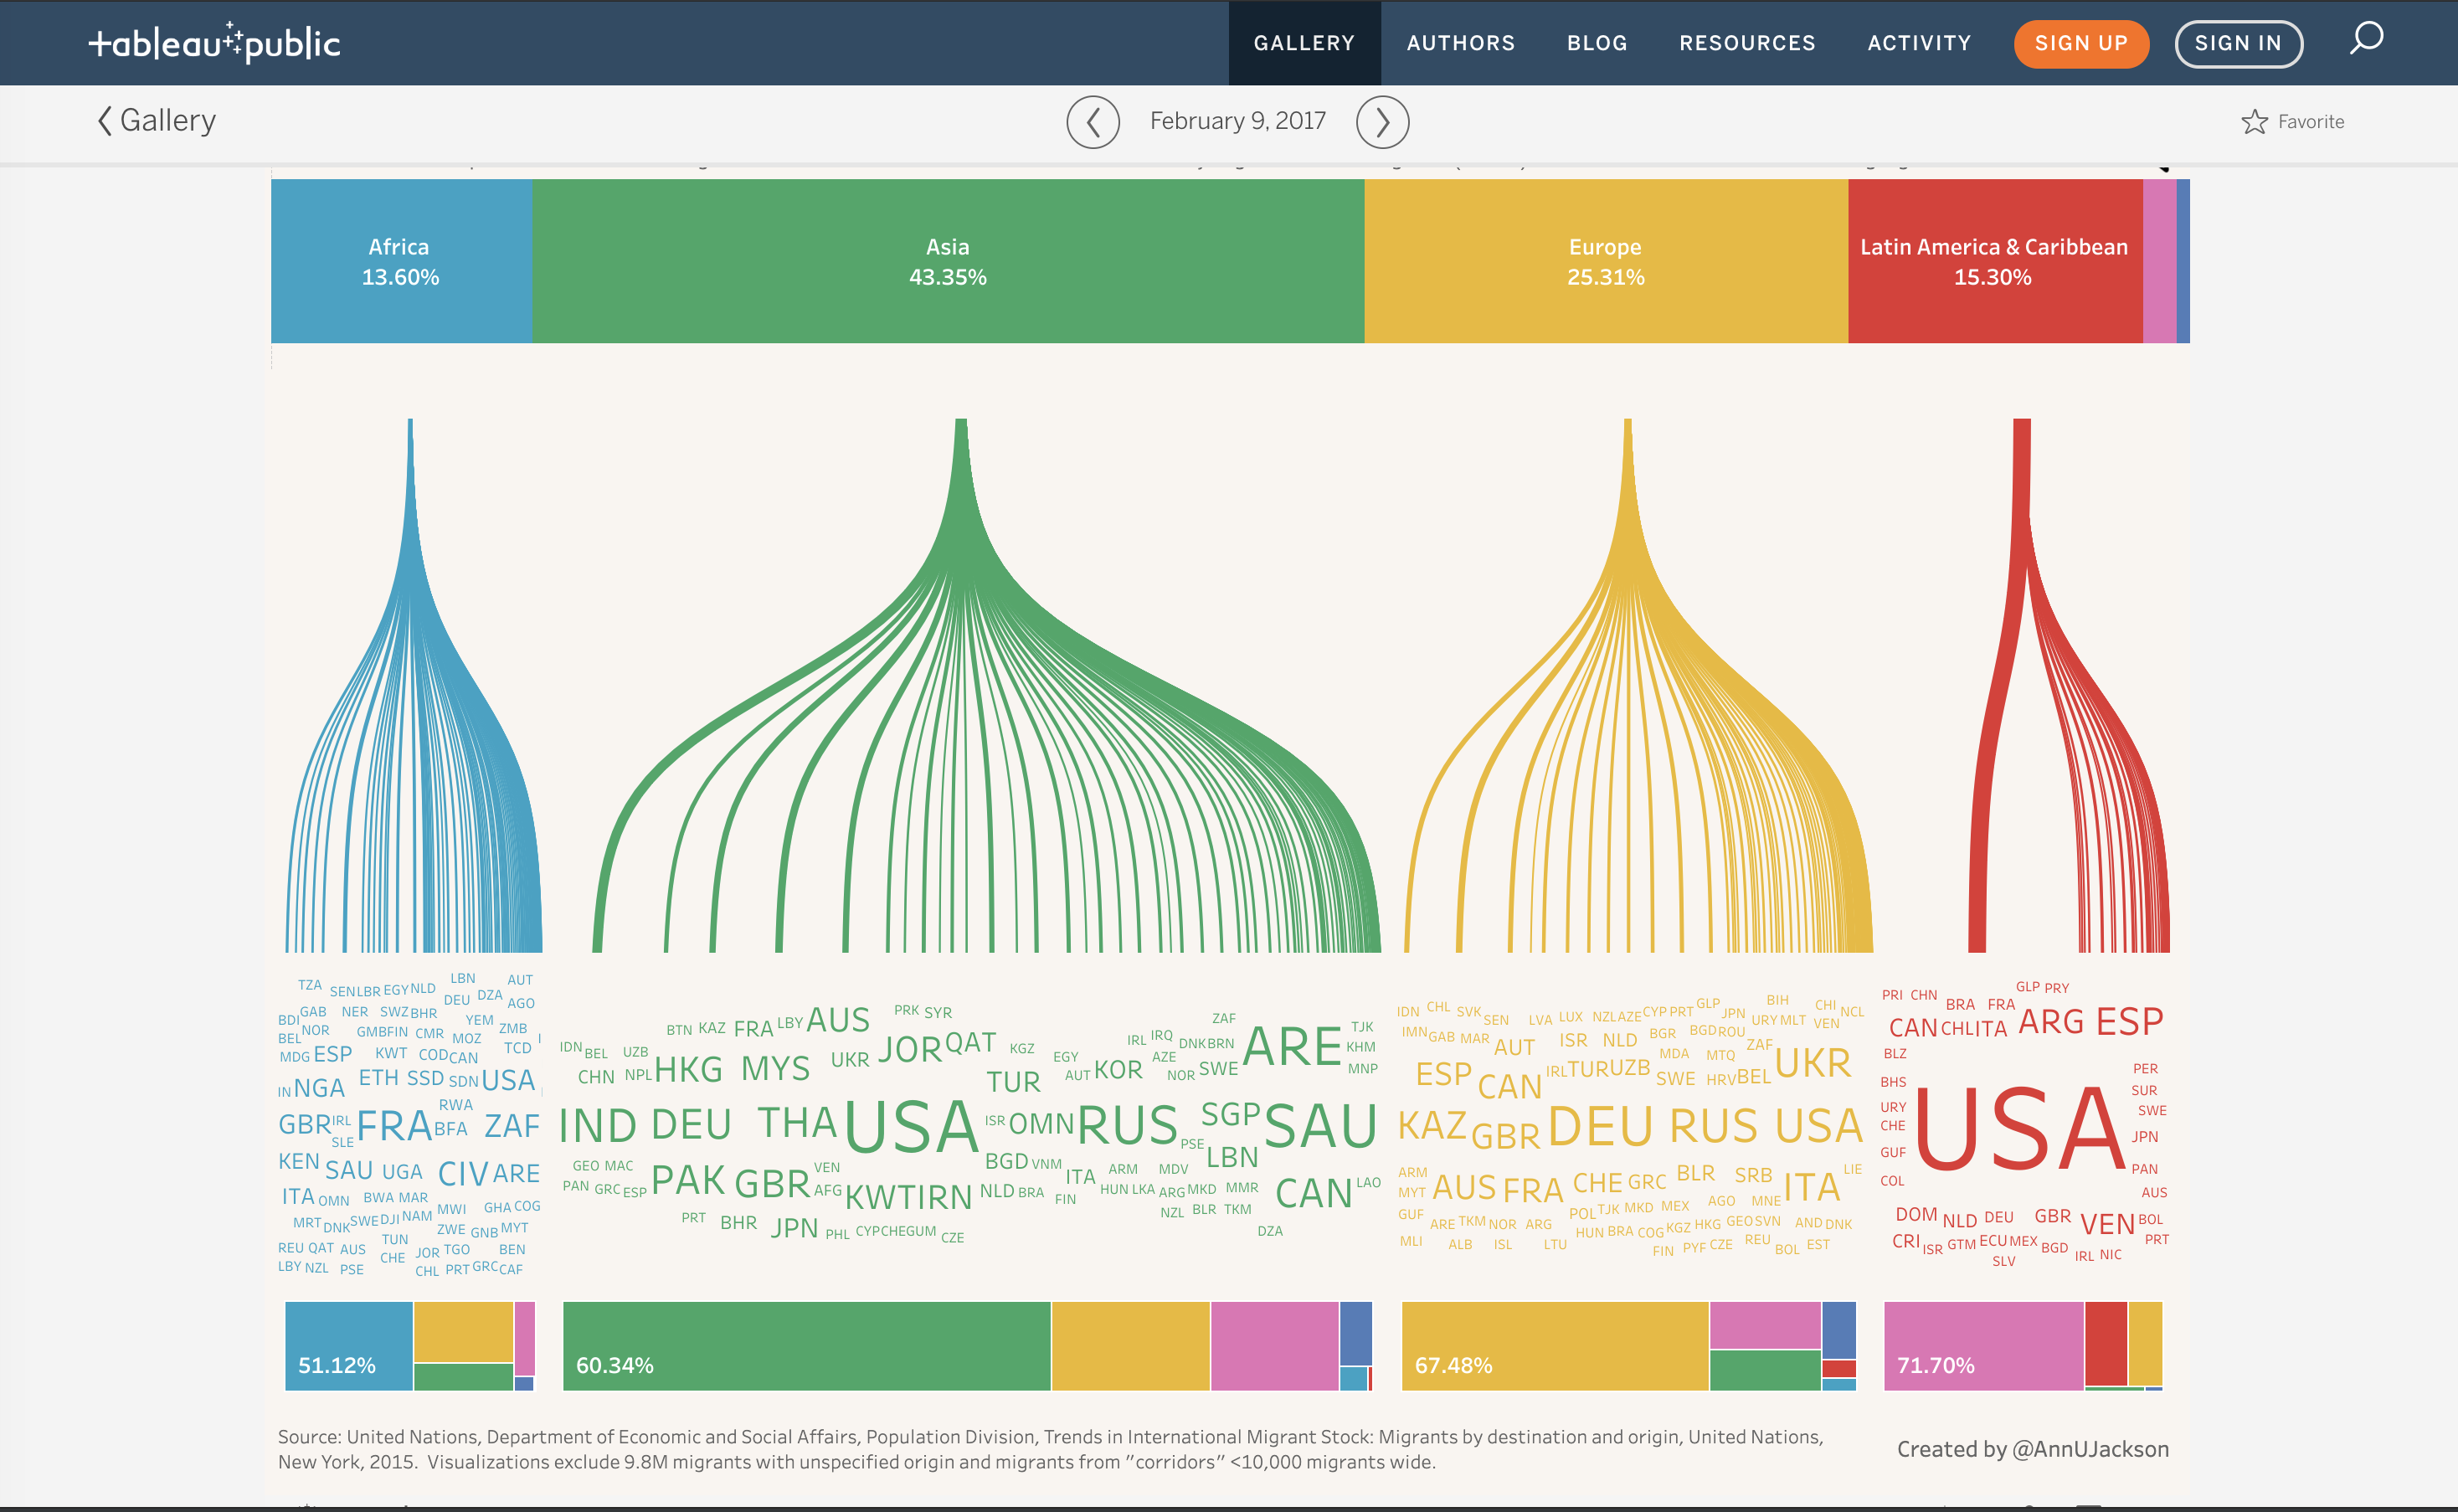 +ableau public
GALLERY AUTHORS BLOG RESOURCES ACTIVITY SIGN UP SIGN IN
Gallery
February 9, 2017
Favorite
Africa
13.60%
Asia
43.35%
Europe
25.31%
Latin America & Caribbean
15.30%
TZA SEN LBR EGY NLD LBN AUT
DEU DZA AGO
BDI GAB NER SWZ BHR YEM
BEL NOR GMB FIN CMR MOZ ZMB
MDG ESP KWT COD CAN TCD
IN NGA ETH SSD SDN USA
GBR IRL FRA RWA BFA ZAF
SLE
KEN SAU UGA CIV ARE
ITA OMN BWA MAR MWI GHA COG
MRT DNK SWE DJI NAM ZWE GNB MYT
REU QAT AUS TUN CHE JOR TGO BEN
LBY NZL PSE CHL PRT GRC CAF
BTN KAZ FRA LBY AUS PRK SYR ZAF
IDN BEL UZB UKR JOR QAT KGZ IRL IRQ DNK BRN ARE TJK KHM
CHN NPL HKG MYS TUR EGY AUT KOR AZE NOR SWE MNP
IND DEU THA USA ISR OMN RUS PSE SGP SAU
GEO MAC VEN BGD VNM ITA ARM MDV LBN
PAN GRC ESP PAK GBR AFG KWT IRN NLD BRA FIN HUN LKA ARG MKD MMR CAN LAO
PRT BHR JPN PHL CYP CHE GUM CZE NZL BLR TKM DZA
IDN CHL SVK SEN LVA LUX NZL AZE CYP PRT GLP JPN BIH CHI NCL
IMN GAB MAR AUT ISR NLD BGR BGD ROU URY MLT VEN
ESP CAN IRL TUR UZB MDA SWE MTQ HRV BEL ZAF UKR
KAZ GBR DEU RUS USA
ARM MYT AUS FRA CHE GRC BLR SRB ITA LIE
GUF ARE TKM NOR ARG POL TJK MKD MEX AGO MNE
MLI ALB ISL LTU HUN BRA COG KGZ HKG GEO SVN AND DNK
FIN PYF CZE REU BOL EST
PRI CHN BRA FRA GLP PRY
CAN CHL ITA ARG ESP
BLZ
BHS USA PER
SUR
URY SWE
CHE JPN
GUF PAN
COL AUS
DOM NLD DEU GBR VEN BOL
CRI ISR GTM ECU MEX BGD IRL NIC PRT
SLV
51.12%
60.34%
67.48%
71.70%
Source: United Nations, Department of Economic and Social Affairs, Population Division, Trends in International Migrant Stock: Migrants by destination and origin, United Nations,
New York, 2015. Visualizations exclude 9.8M migrants with unspecified origin and migrants from "corridors" <10,000 migrants wide.
Created by @AnnUJackson